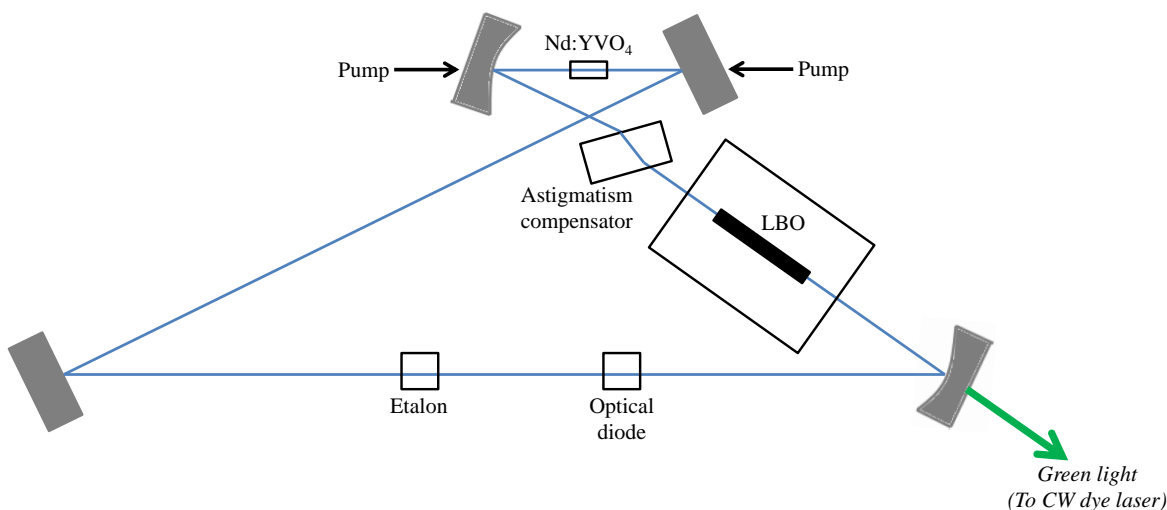 Nd:YVO₄
Pump
Pump
Astigmatism
compensator
LBO
Etalon
Optical
diode
Green light
(To CW dye laser)